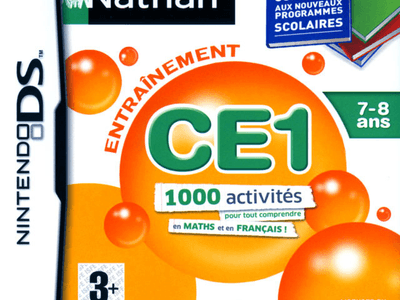 Nathan
AUX NOUVEAUX
PROGRAMMES
SCOLAIRES
NINTENDO DS
ENTRAÎNEMENT
7-8
ans
CE1
1000 activités
pour tout comprendre
en MATHS et en FRANÇAIS !
3+